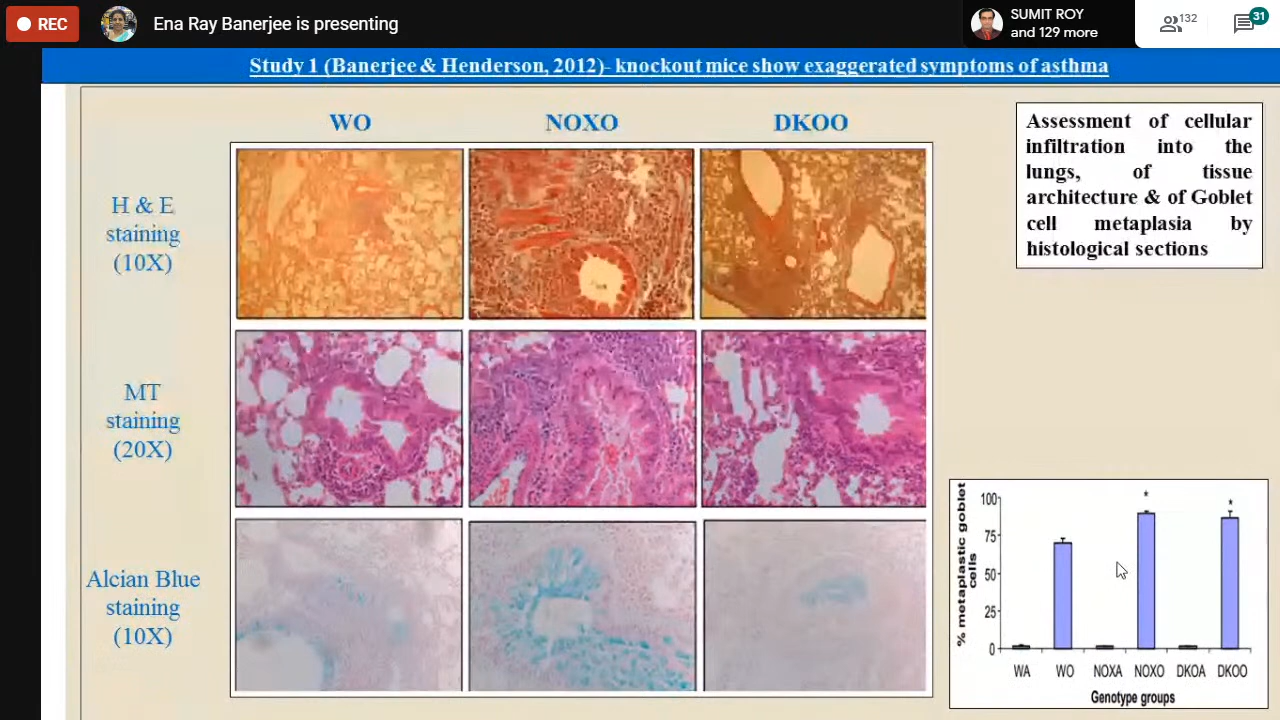 REC
Ena Ray Banerjee is presenting
SUMIT ROY
and 129 more
132
31
Study 1 (Banerjee & Henderson, 2012)- knockout mice show exaggerated symptoms of asthma
WO NOXO DKOO
H & E
staining
(10X)
MT
staining
(20X)
Alcian Blue
staining
(10X)
Assessment of cellular
infiltration into the
lungs, of tissue
architecture & of Goblet
cell metaplasia by
histological sections
% metaplastic goblet
cells
100
75
50
25
0
* *
WA WO NOXA NOXO DKOA DKOO
Genotype groups